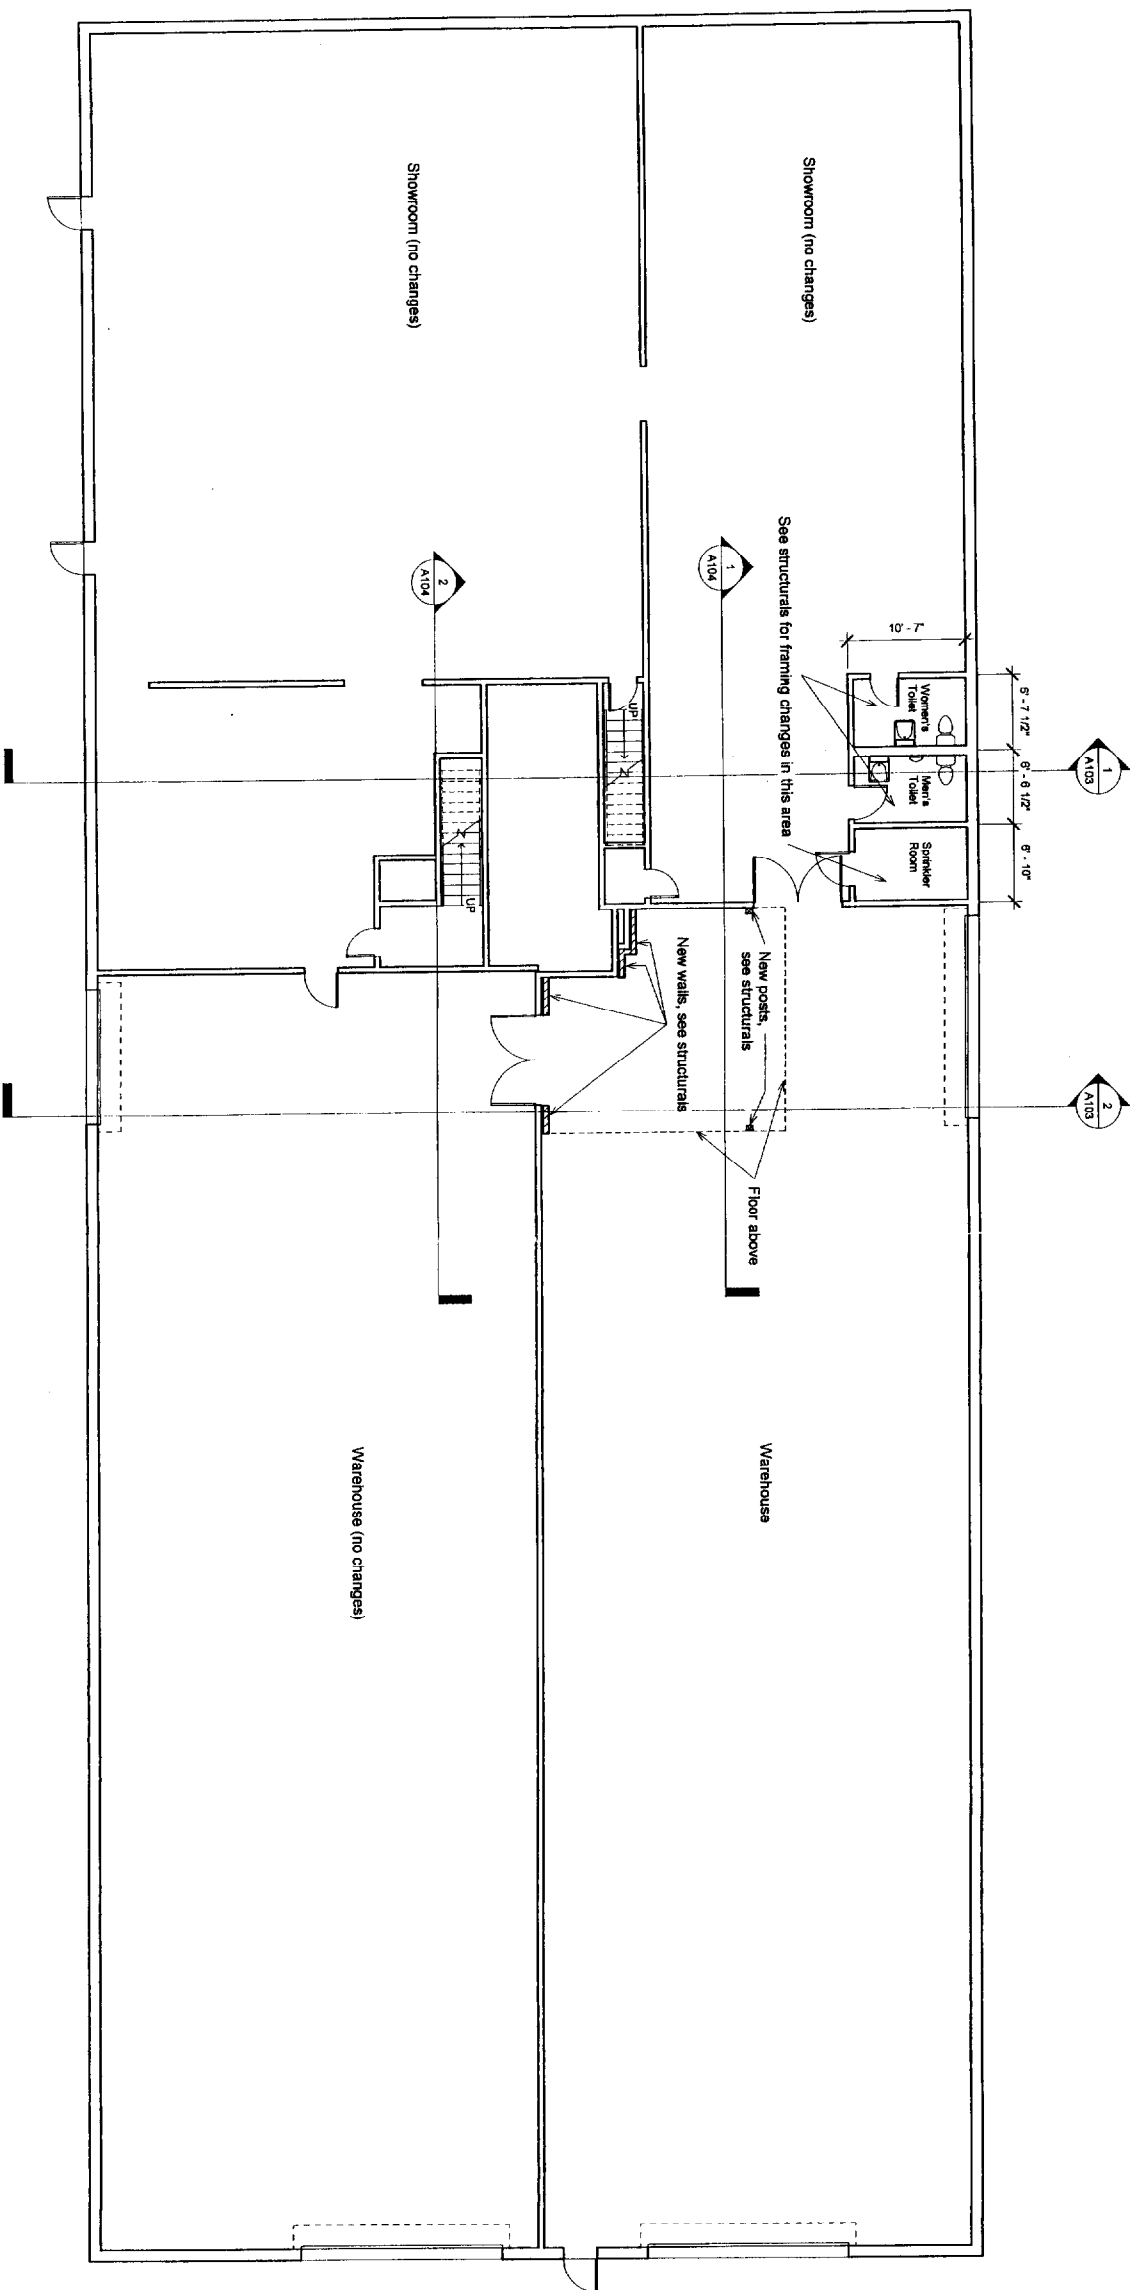 Showroom (no changes)
Showroom (no changes)
See structurals for framing changes in this area
10' - 7"
6' - 7 1/2"
6' - 6 1/2"
6' - 10"
Women's
Toilet
Men's
Toilet
Sprinkler
Room
1
A103
2
A103
1
A104
2
A104
UP
UP
New posts,
see structurals
New walls, see structurals
Floor above
Warehouse
Warehouse (no changes)